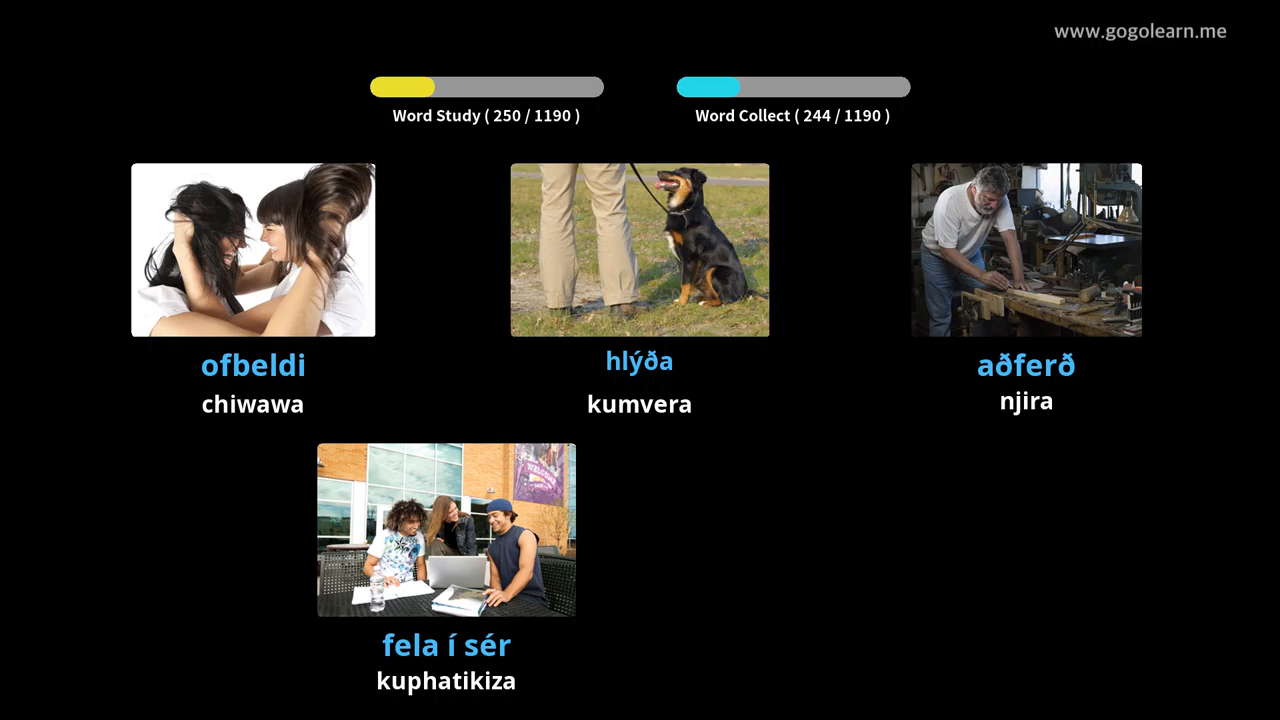 www.gogolearn.me
Word Study ( 250 / 1190 )
Word Collect ( 244 / 1190 )
ofbeldi
chiwawa
hlýða
kumvera
aðferð
njira
fela í sér
kuphatikiza